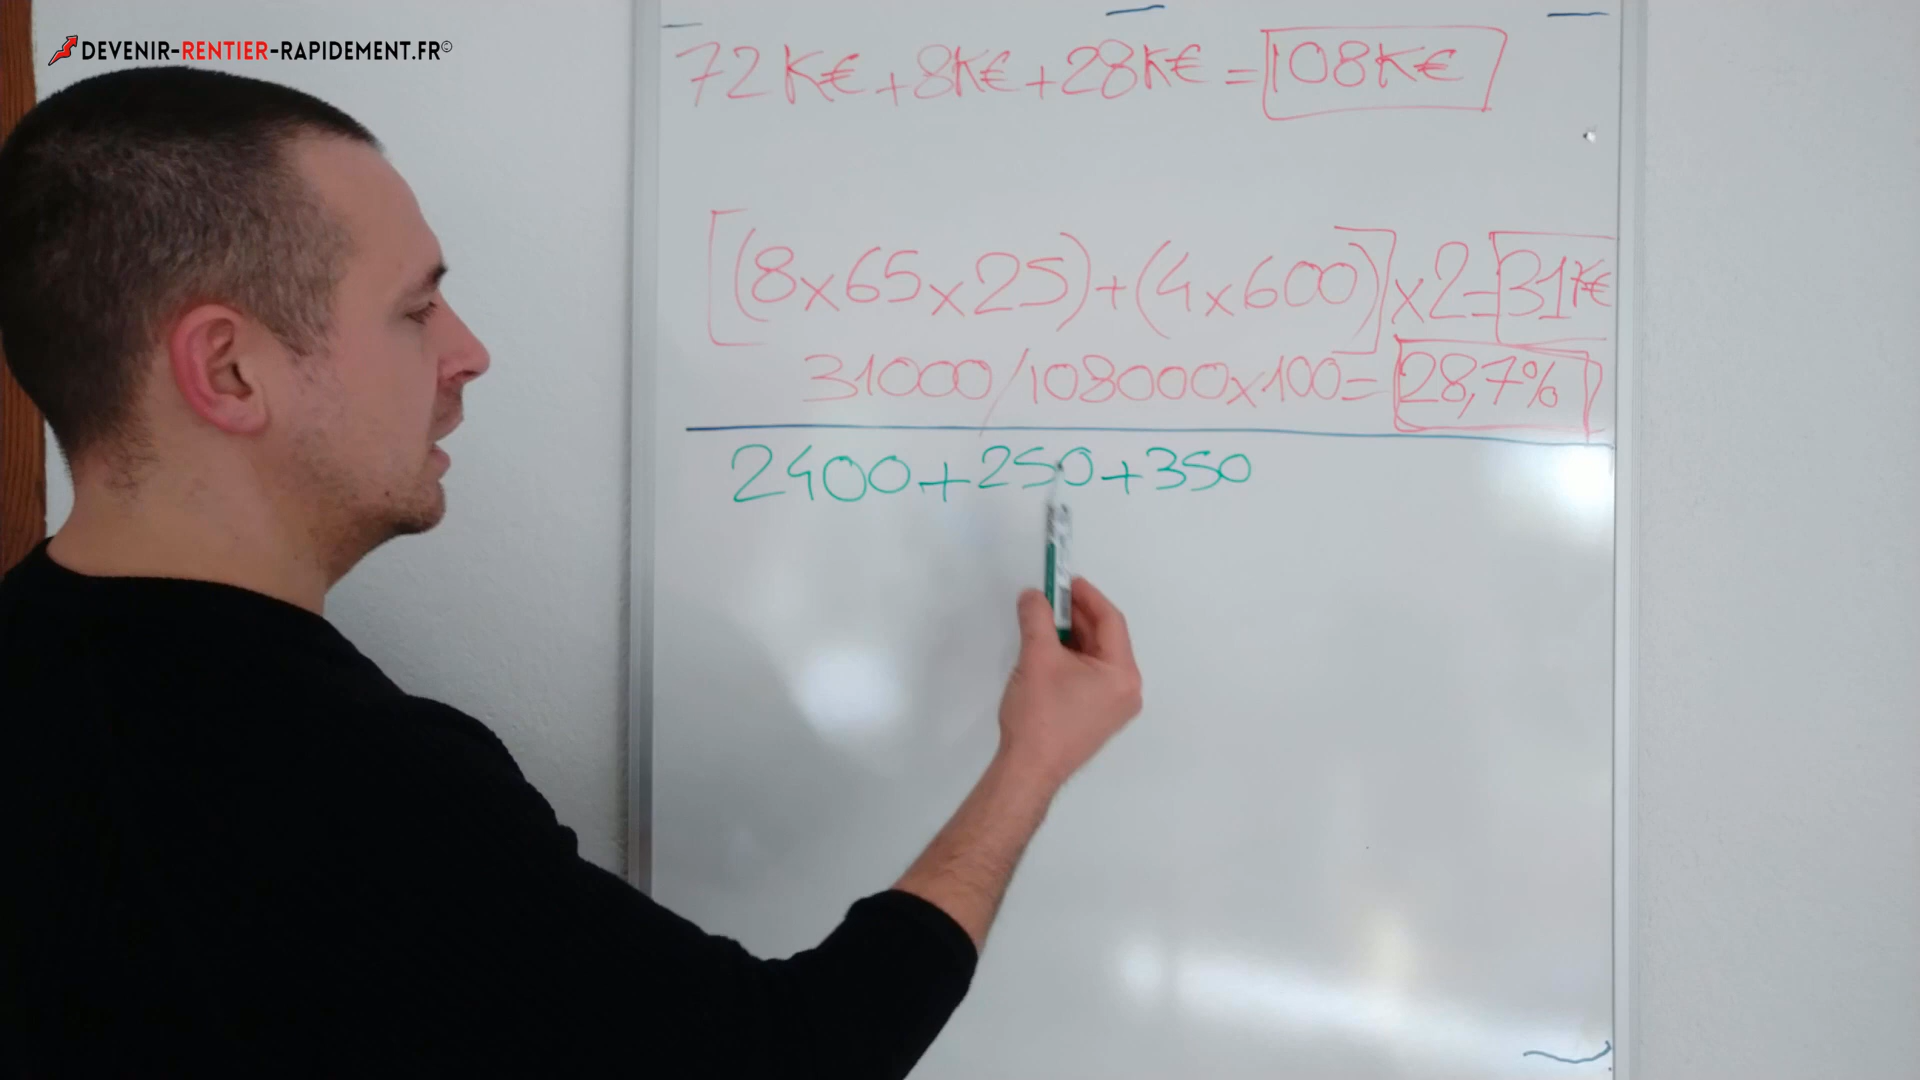 DEVENIR-RENTIER-RAPIDEMENT.FR©
72K€+8K€+28K€=108K€
[(8x65x25)+(4x600)]x2=31K€
31000/108000x100=28,7%
2400+250+350